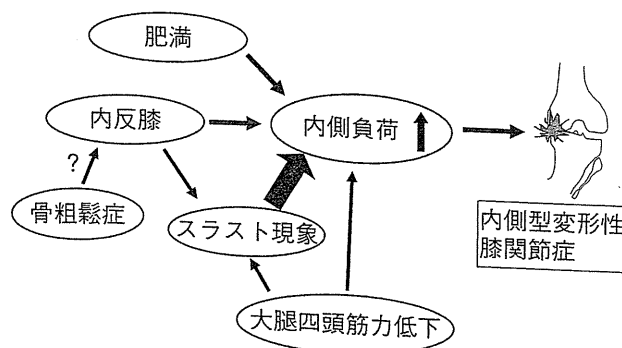 肥満
内反膝
内側負荷
?
骨粗鬆症
スラスト現象
大腿四頭筋力低下
内側型変形性
膝関節症